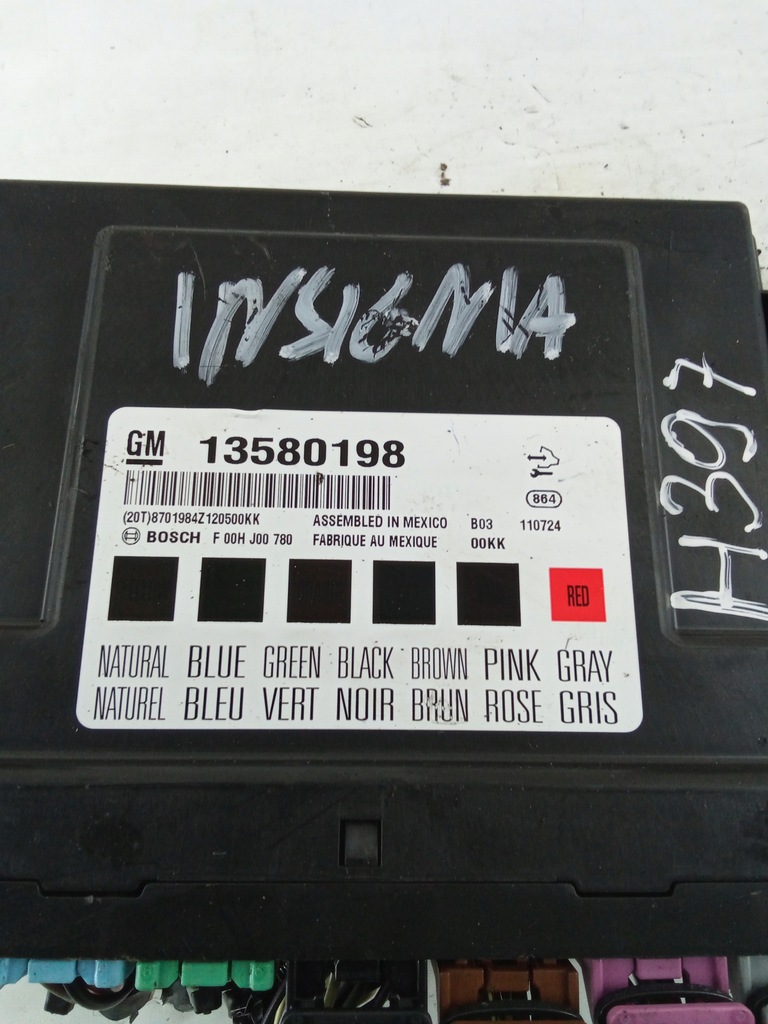 INSIGNIA
H397
GM 13580198
864
(20T)8701984Z120500KK ASSEMBLED IN MEXICO B03 110724
BOSCH F 00H J00 780 FABRIQUE AU MEXIQUE 00KK
RED
NATURAL BLUE GREEN BLACK BROWN PINK GRAY
NATUREL BLEU VERT NOIR BRUN ROSE GRIS